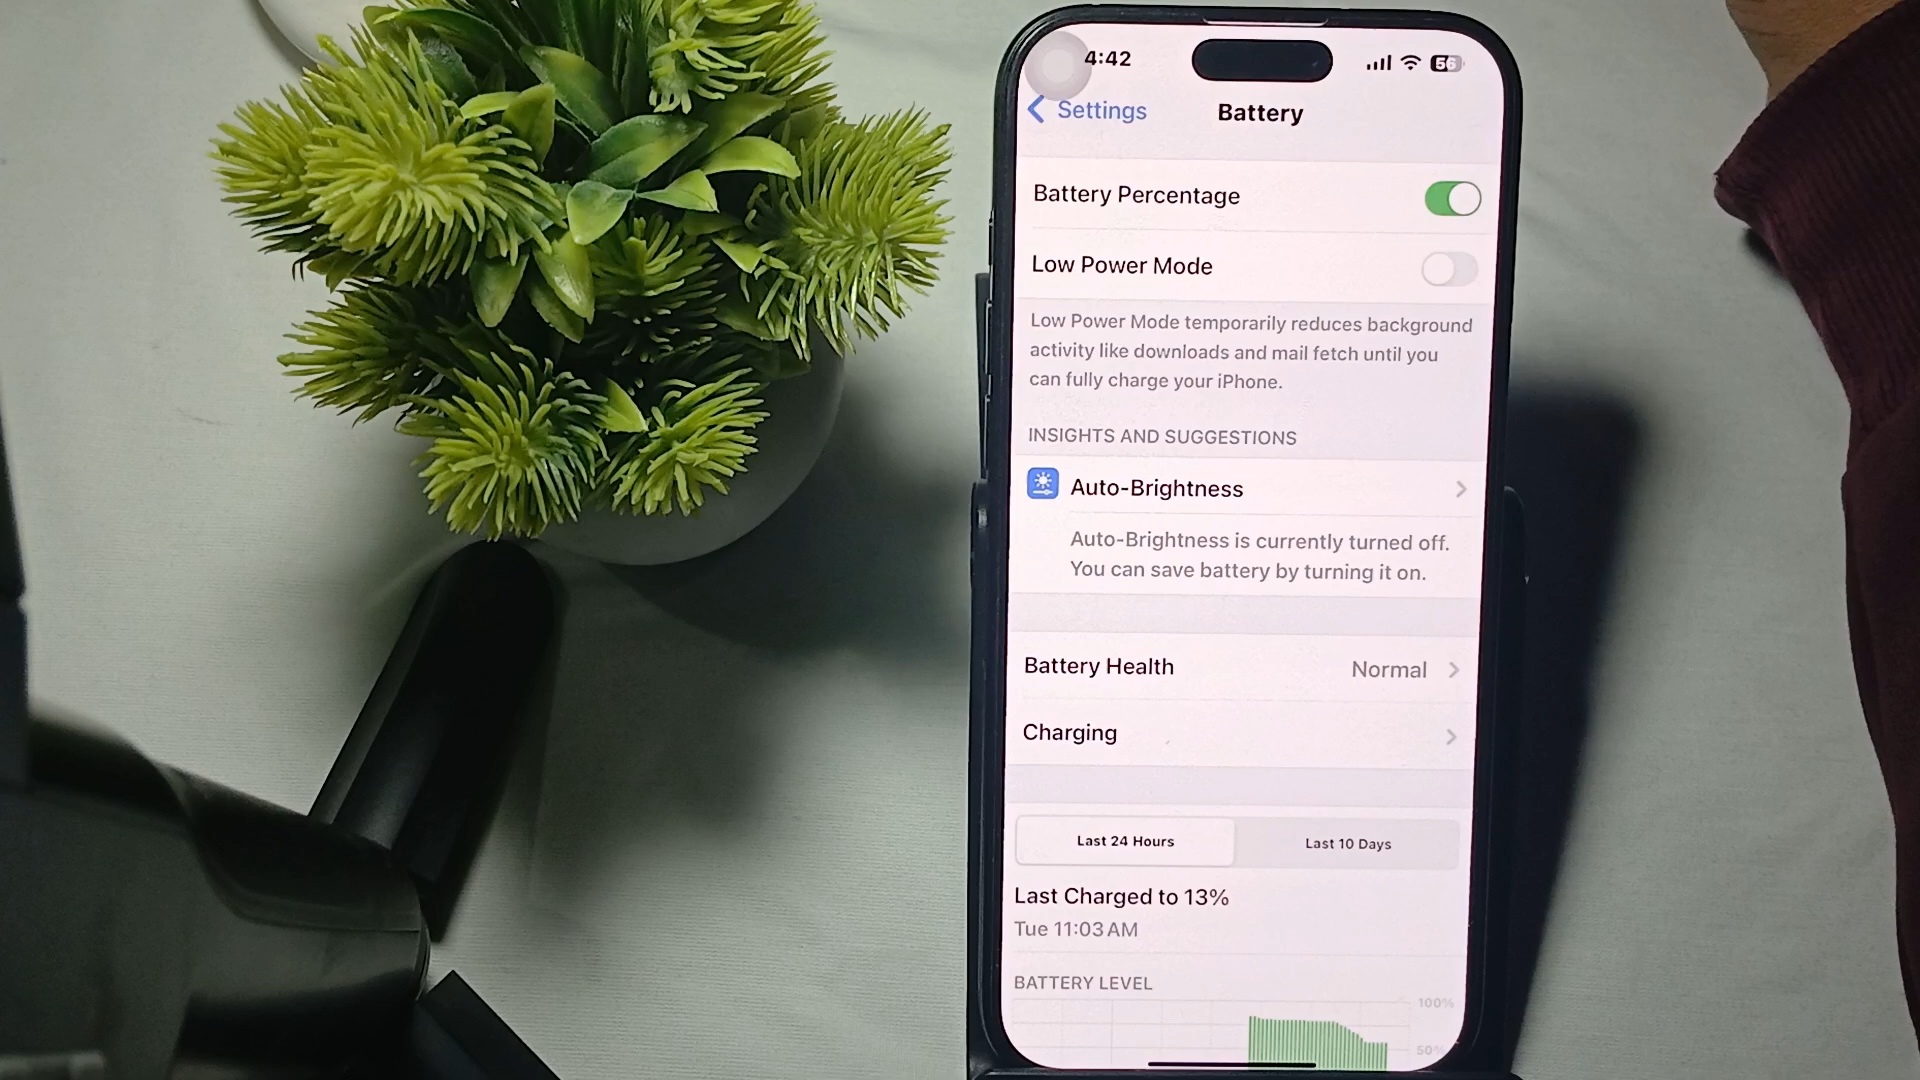 4:42
56
Settings
Battery
Battery Percentage
Low Power Mode
Low Power Mode temporarily reduces background
activity like downloads and mail fetch until you
can fully charge your iPhone.
INSIGHTS AND SUGGESTIONS
Auto-Brightness
Auto-Brightness is currently turned off.
You can save battery by turning it on.
Battery Health
Normal
Charging
Last 24 Hours
Last 10 Days
Last Charged to 13%
Tue 11:03 AM
BATTERY LEVEL
100%
50%